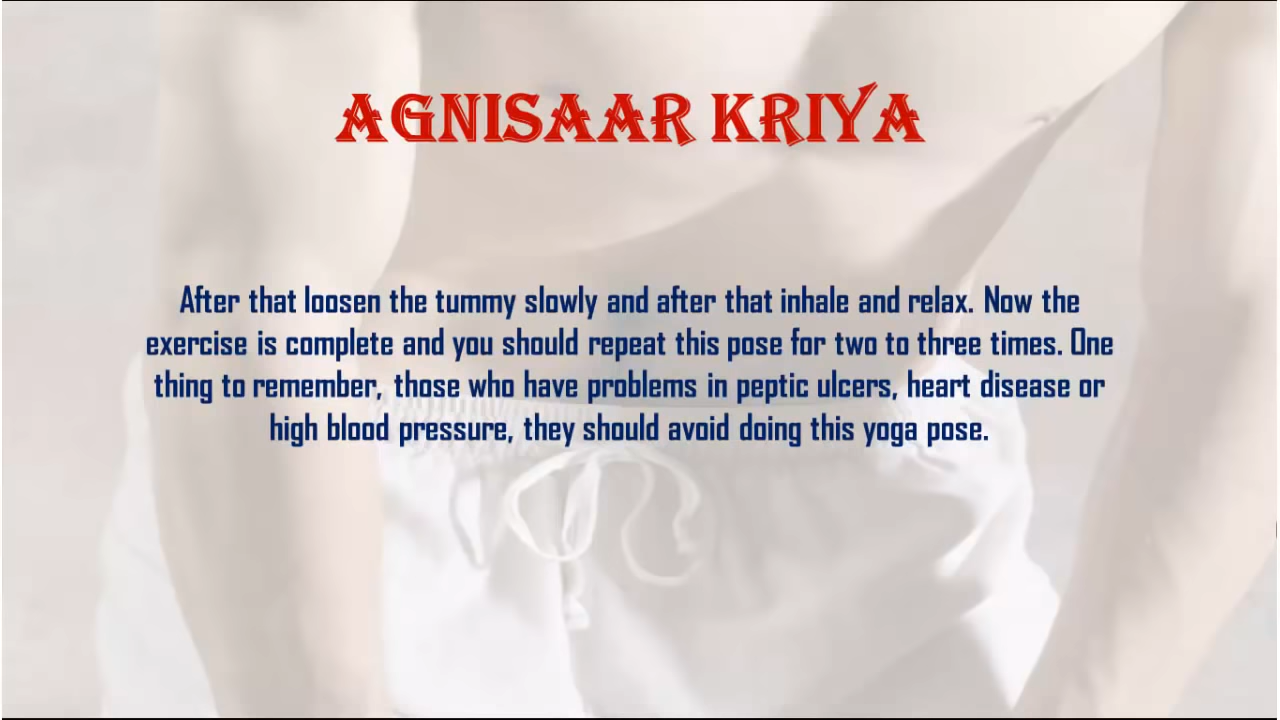 AGNISAAR KRIYA
After that loosen the tummy slowly and after that inhale and relax. Now the
exercise is complete and you should repeat this pose for two to three times. One
thing to remember, those who have problems in peptic ulcers, heart disease or
high blood pressure, they should avoid doing this yoga pose.